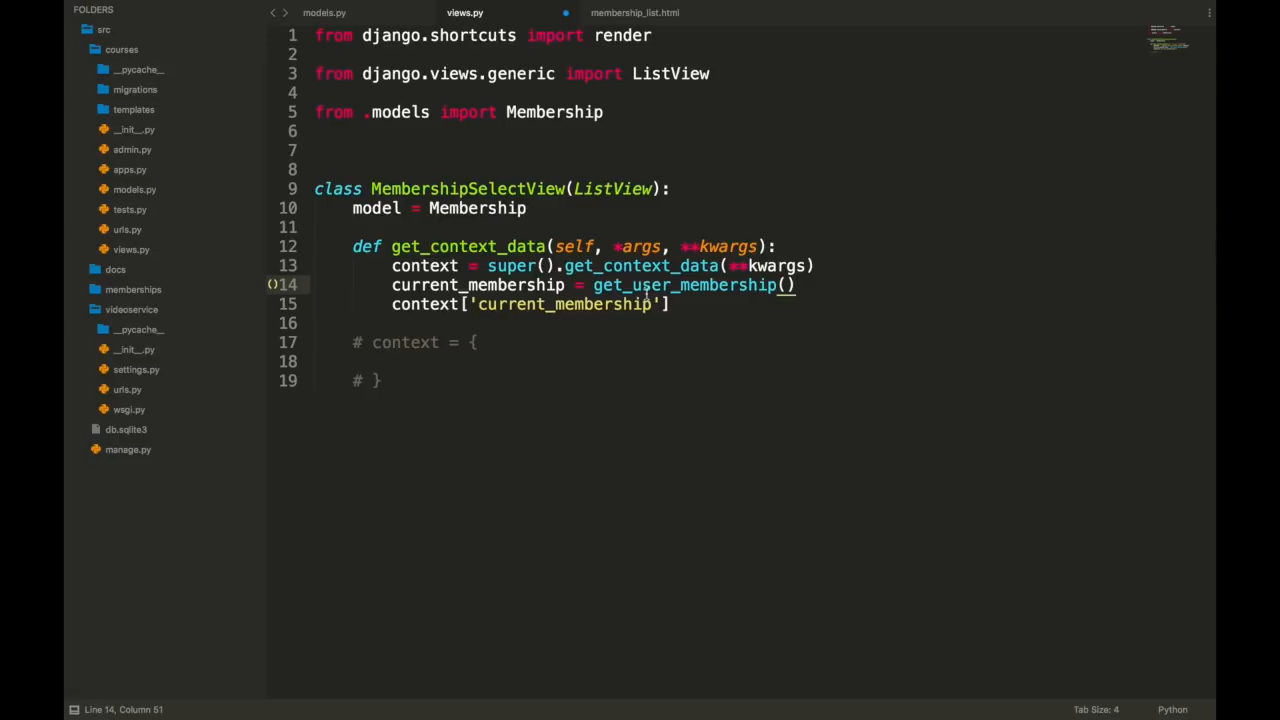 FOLDERS
src
courses
__pycache__
migrations
templates
__init__.py
admin.py
apps.py
models.py
tests.py
urls.py
views.py
docs
memberships
videoservice
__pycache__
__init__.py
settings.py
urls.py
wsgi.py
db.sqlite3
manage.py
models.py
views.py
membership_list.html
1 from django.shortcuts import render
2
3 from django.views.generic import ListView
4
5 from .models import Membership
6
7
8
9 class MembershipSelectView(ListView):
10 model = Membership
11
12 def get_context_data(self, *args, **kwargs):
13 context = super().get_context_data(**kwargs)
14 current_membership = get_user_membership()
15 context['current_membership']
16
17 # context = {
18
19 # }
Line 14, Column 51
Tab Size: 4
Python